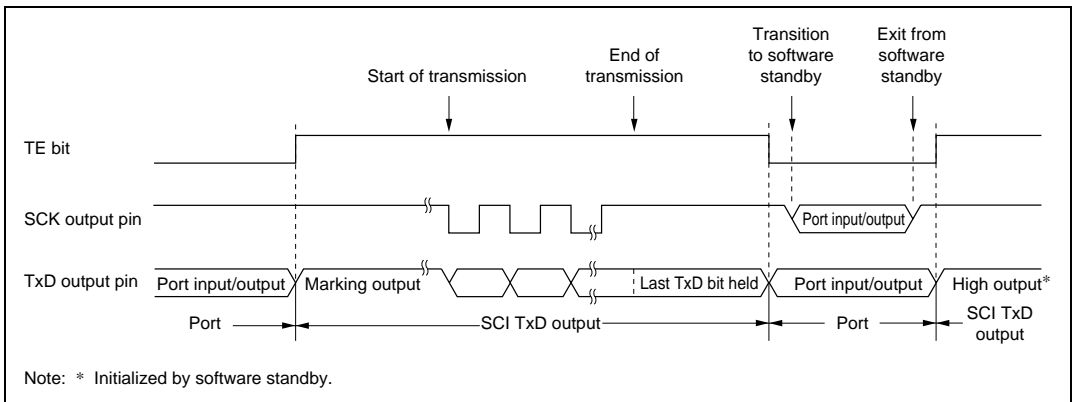 Start of transmission
End of
transmission
Transition
to software
standby
Exit from
software
standby
TE bit
SCK output pin
Port input/output
TxD output pin
Port input/output
Marking output
Last TxD bit held
Port input/output
High output*
Port
SCI TxD output
Port
SCI TxD
output
Note: * Initialized by software standby.